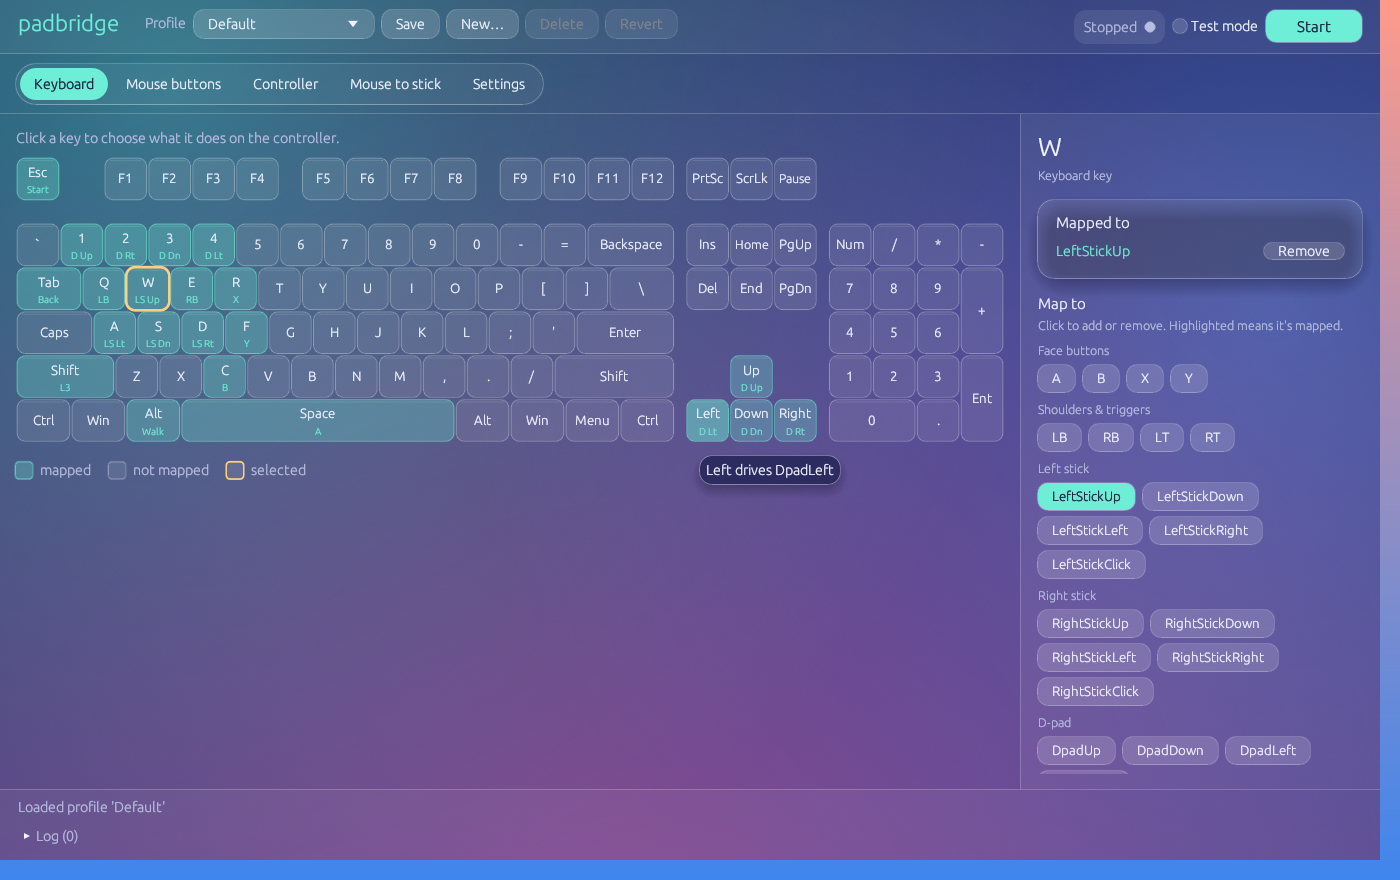 padbridge Profile Default Save New... Delete Revert Stopped Test mode Start
Keyboard Mouse buttons Controller Mouse to stick Settings
Click a key to choose what it does on the controller.
Esc F1 F2 F3 F4 F5 F6 F7 F8 F9 F10 F11 F12 PrtSc ScrLk Pause
Start
` 1 2 3 4 5 6 7 8 9 0 - = Backspace Ins Home PgUp Num / * -
D Up D Rt D Dn D Lt
Tab Q W E R T Y U I O P [ ] \ Del End PgDn 7 8 9 +
Back LB LS Up RB X
Caps A S D F G H J K L ; ' Enter 4 5 6
LS Lt LS Dn LS Rt Y
Shift Z X C V B N M , . / Shift Up 1 2 3 Ent
L3 B D Up
Ctrl Win Alt Space Alt Win Menu Ctrl Left Down Right 0 .
Walk A D Lt D Dn D Rt
mapped not mapped selected
Left drives DpadLeft
W
Keyboard key
Mapped to
LeftStickUp Remove
Map to
Click to add or remove. Highlighted means it's mapped.
Face buttons
A B X Y
Shoulders & triggers
LB RB LT RT
Left stick
LeftStickUp LeftStickDown
LeftStickLeft LeftStickRight
LeftStickClick
Right stick
RightStickUp RightStickDown
RightStickLeft RightStickRight
RightStickClick
D-pad
DpadUp DpadDown DpadLeft
Loaded profile 'Default'
Log (0)